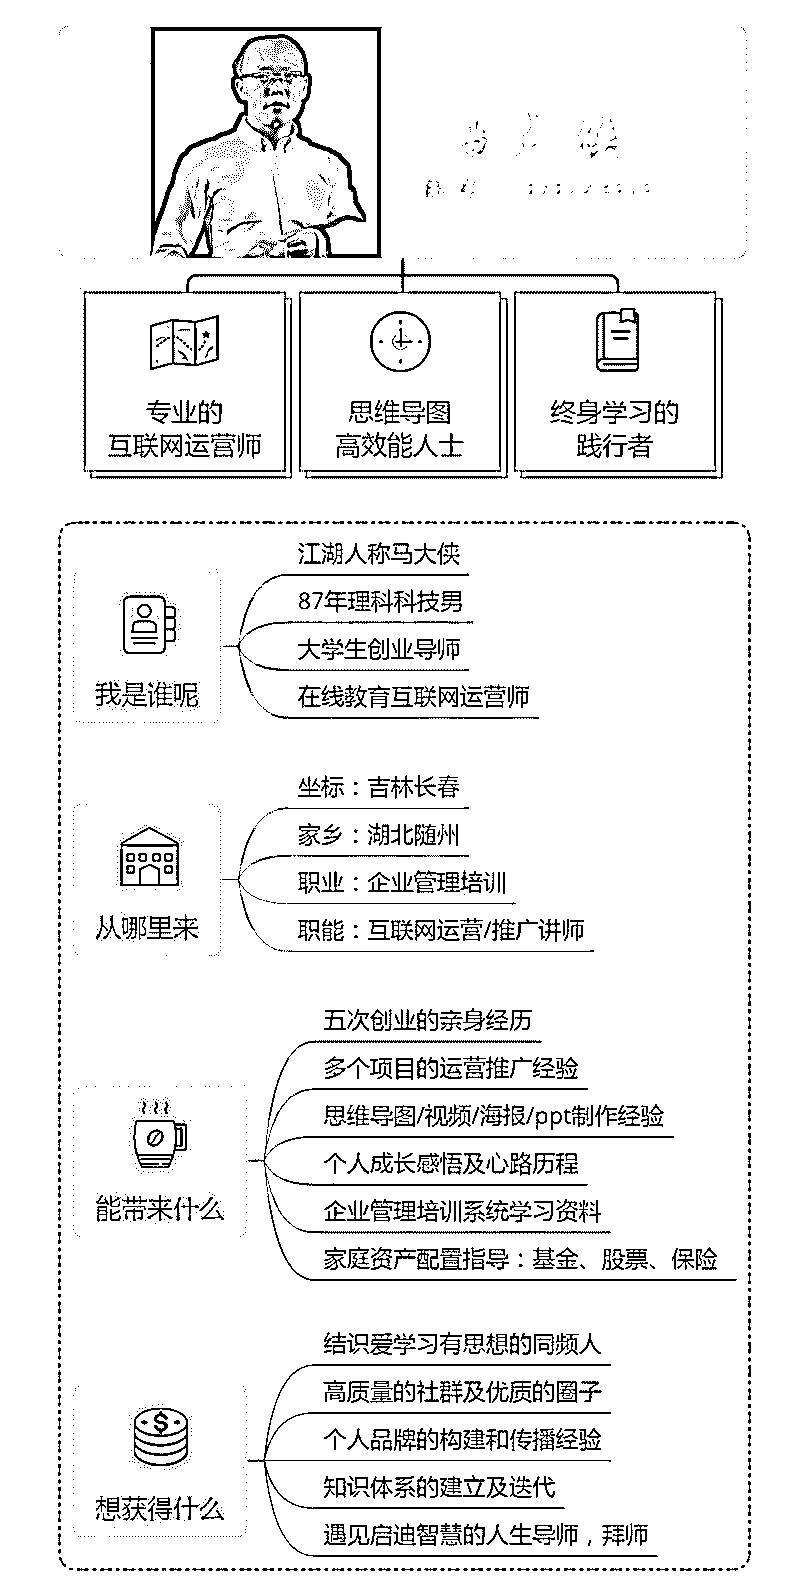 专业的
互联网运营师
思维导图
高效能人士
终身学习的
践行者
我是谁呢
江湖人称马大侠
87年理科科技男
大学生创业导师
在线教育互联网运营师
从哪里来
坐标：吉林长春
家乡：湖北随州
职业：企业管理培训
职能：互联网运营/推广讲师
能带来什么
五次创业的亲身经历
多个项目的运营推广经验
思维导图/视频/海报/ppt制作经验
个人成长感悟及心路历程
企业管理培训系统学习资料
家庭资产配置指导：基金、股票、保险
想获得什么
结识爱学习有思想的同频人
高质量的社群及优质的圈子
个人品牌的构建和传播经验
知识体系的建立及迭代
遇见启迪智慧的人生导师，拜师